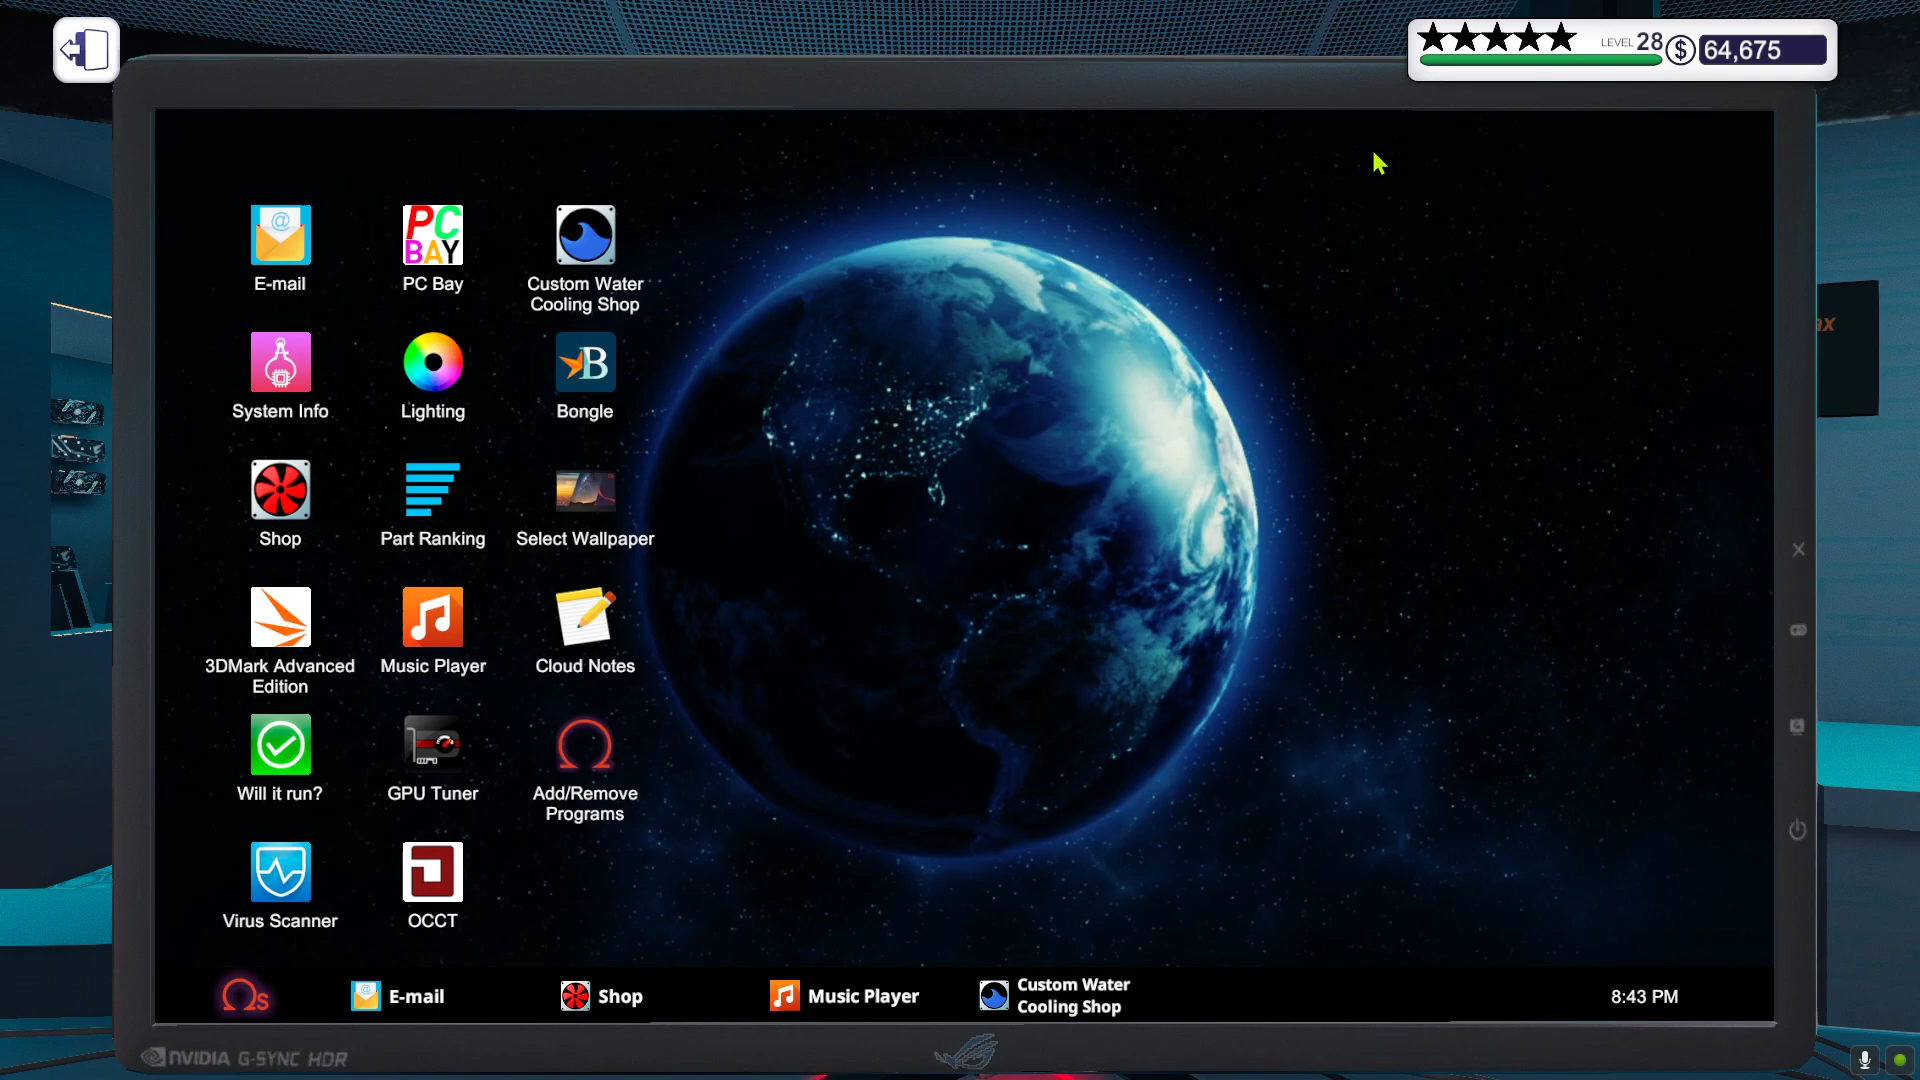 LEVEL 28
$ 64,675
E-mail
PC BAY
PC Bay
Custom Water
Cooling Shop
System Info
Lighting
B
Bongle
Shop
Part Ranking
Select Wallpaper
3DMark Advanced
Edition
Music Player
Cloud Notes
Will it run?
GPU Tuner
Add/Remove
Programs
Virus Scanner
OCCT
Ωs
E-mail
Shop
Music Player
Custom Water
Cooling Shop
8:43 PM
NVIDIA G-SYNC HDR